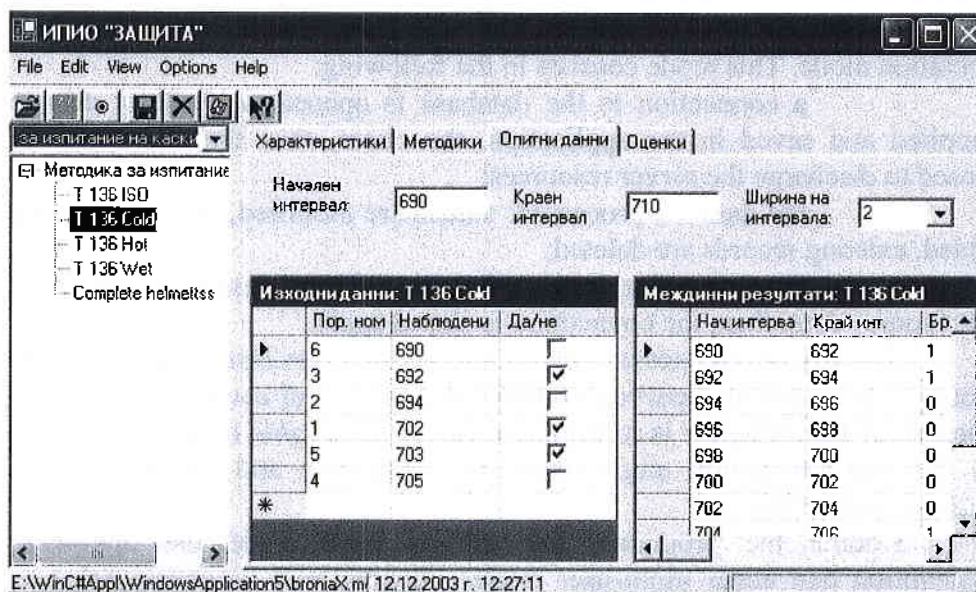 ИПИО "ЗАЩИТА"
File Edit View Options Help
за изпитание на каски
Характеристики Методики Опитни данни Оценки
Методика за изпитание
T 136 ISO
T 136 Cold
T 136 Hot
T 136 Wet
Complete helmettss
Начален интервал: 690
Краен интервал 710
Ширина на интервала: 2
Изходни данни: T 136 Cold
Пор. ном Наблюдени Да/не
6 690
3 692
2 694
1 702
5 703
4 705
Междинни резултати: T 136 Cold
Нач.интерва Край инт. Бр.
690 692 1
692 694 1
694 696 0
696 698 0
698 700 0
700 702 0
702 704 0
704 706 1
E:\WinC#Appl\WindowsApplication5\broniaX.m 12.12.2003 г. 12:27:11